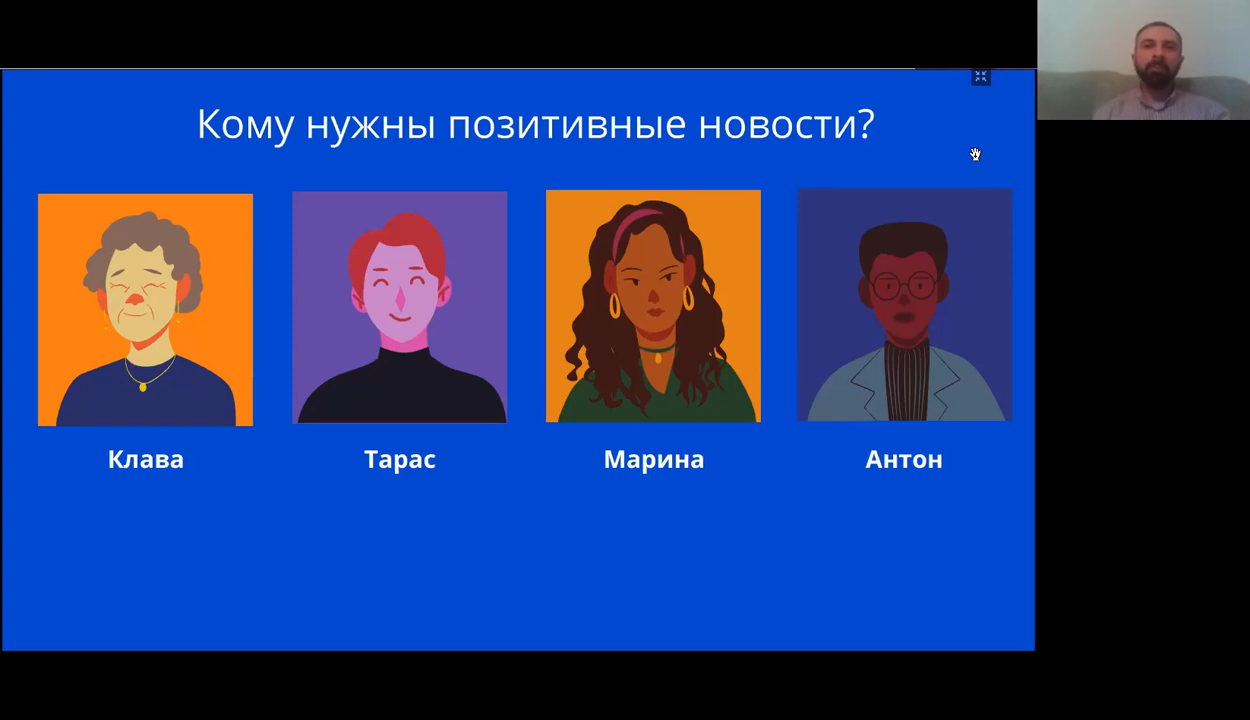 Кому нужны позитивные новости?
Клава
Тарас
Марина
Антон